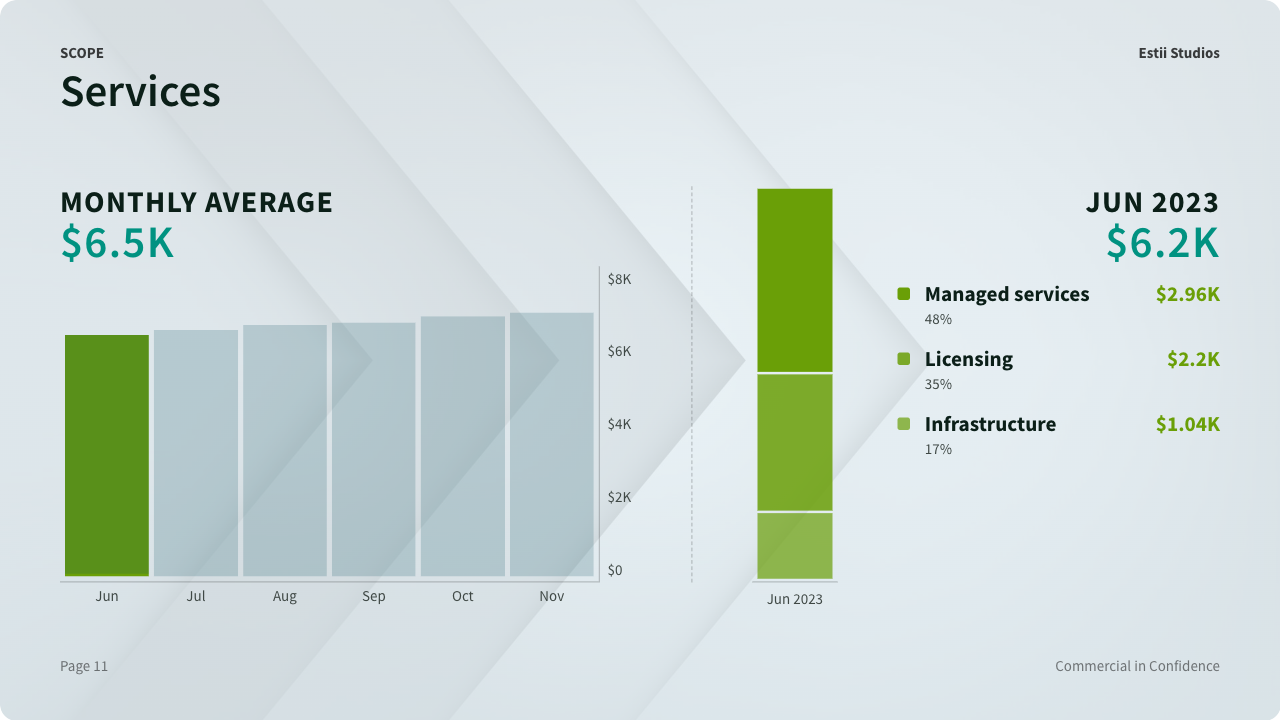 SCOPE
Estii Studios
Services
MONTHLY AVERAGE
$6.5K
$8K
$6K
$4K
$2K
$0
Jun Jul Aug Sep Oct Nov
Jun 2023
JUN 2023
$6.2K
Managed services $2.96K
48%
Licensing $2.2K
35%
Infrastructure $1.04K
17%
Page 11
Commercial in Confidence